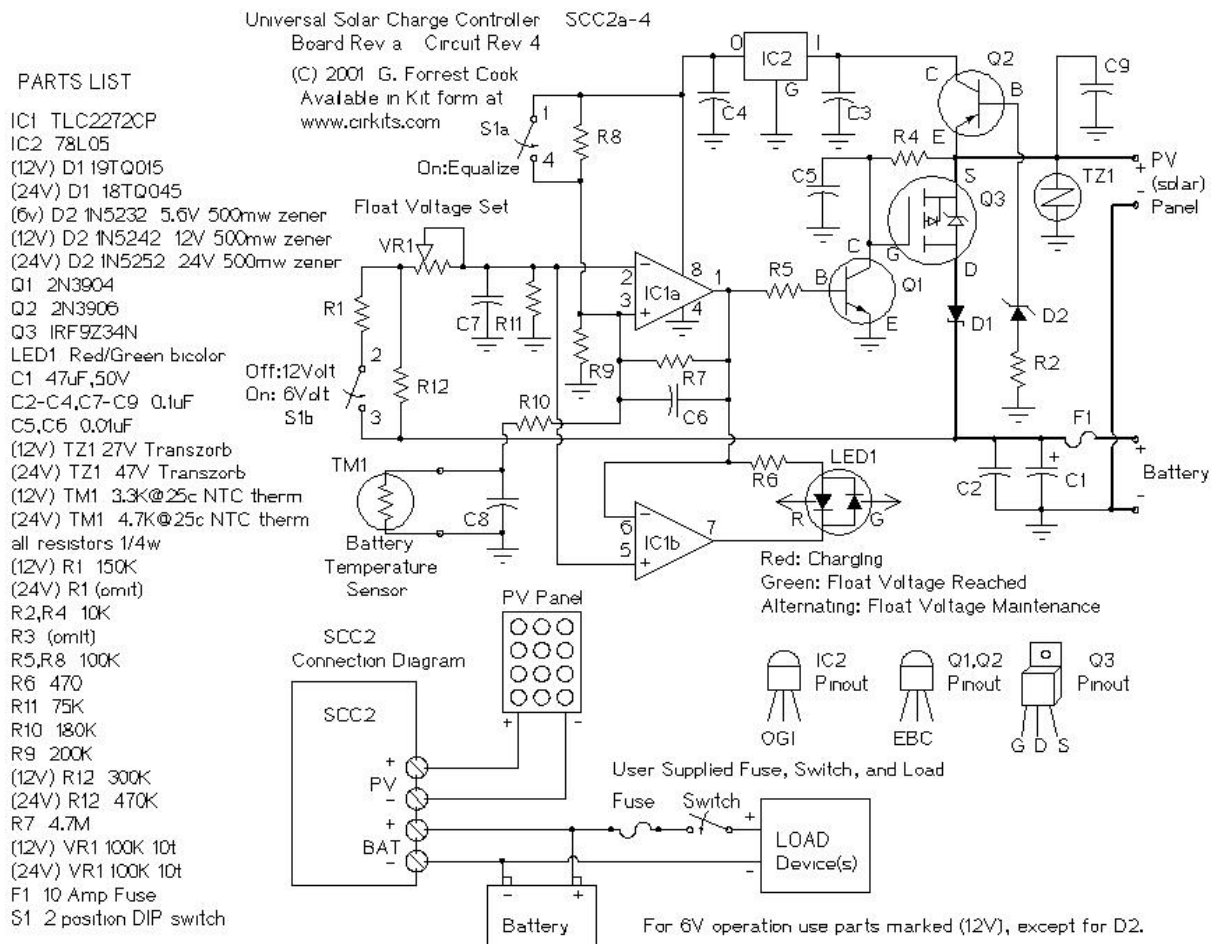 Universal Solar Charge Controller SCC2a-4
Board Rev a Circuit Rev 4
(C) 2001 G. Forrest Cook
Available in Kit form at
www.cirkits.com
PARTS LIST
IC1 TLC2272CP
IC2 78L05
(12V) D1 19TQ015
(24V) D1 18TQ045
(6v) D2 1N5232 5.6V 500mw zener
(12V) D2 1N5242 12V 500mw zener
(24V) D2 1N5252 24V 500mw zener
Q1 2N3904
Q2 2N3906
Q3 IRF9Z34N
LED1 Red/Green bicolor
C1 47uF,50V
C2-C4,C7-C9 0.1uF
C5,C6 0.01uF
(12V) TZ1 27V Transzorb
(24V) TZ1 47V Transzorb
(12V) TM1 3.3K@25c NTC therm
(24V) TM1 4.7K@25c NTC therm
all resistors 1/4w
(12V) R1 150K
(24V) R1 (omit)
R2,R4 10K
R3 (omit)
R5,R8 100K
R6 470
R11 75K
R10 180K
R9 200K
(12V) R12 300K
(24V) R12 470K
R7 4.7M
(12V) VR1 100K 10t
(24V) VR1 100K 10t
F1 10 Amp Fuse
S1 2 position DIP switch
O
IC2
I
G
C4
C3
C
Q2
B
E
C9
1
S1a
4
On:Equalize
R8
R4
C5
S
Q3
G
D
TZ1
PV
+
(solar)
-
Panel
Float Voltage Set
VR1
R1
C7
R11
2
-
3
+
IC1a
8
1
4
R5
B
C
Q1
E
D1
D2
R2
Off:12Volt
On: 6Volt
S1b
2
3
R12
R9
R7
C6
R10
F1
+
Battery
-
C2
+
C1
TM1
Battery
Temperature
Sensor
C8
6
-
5
+
IC1b
7
R6
LED1
R
G
Red: Charging
Green: Float Voltage Reached
Alternating: Float Voltage Maintenance
SCC2
Connection Diagram
PV Panel
+
-
SCC2
+
PV
-
+
BAT
-
User Supplied Fuse, Switch, and Load
Fuse
Switch
+
LOAD
Device(s)
-
-
+
Battery
IC2
Pinout
OGI
Q1,Q2
Pinout
EBC
Q3
Pinout
G D S
For 6V operation use parts marked (12V), except for D2.